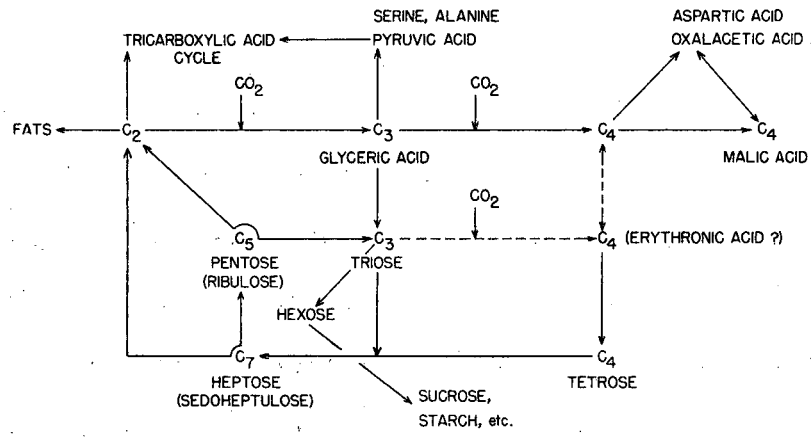 SERINE, ALANINE
ASPARTIC ACID
TRICARBOXYLIC ACID
CYCLE
PYRUVIC ACID
OXALACETIC ACID
CO2
CO2
FATS
C2
C3
C4
C4
GLYCERIC ACID
MALIC ACID
CO2
C5
C3
C4 (ERYTHRONIC ACID ?)
PENTOSE
(RIBULOSE)
TRIOSE
HEXOSE
C7
C4
HEPTOSE
(SEDOHEPTULOSE)
TETROSE
SUCROSE,
STARCH, etc.